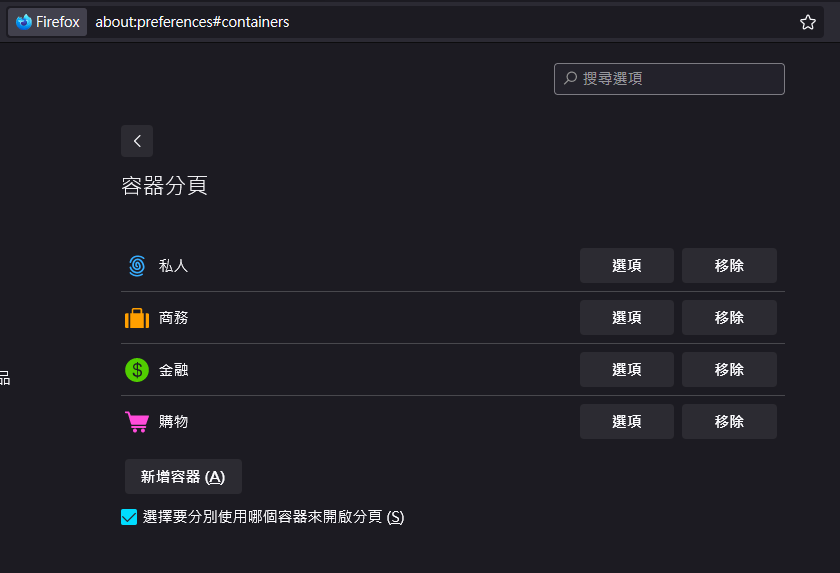 Firefox about:preferences#containers
搜尋選項
容器分頁
私人 選項 移除
商務 選項 移除
品
金融 選項 移除
購物 選項 移除
新增容器 (A)
選擇要分別使用哪個容器來開啟分頁 (S)